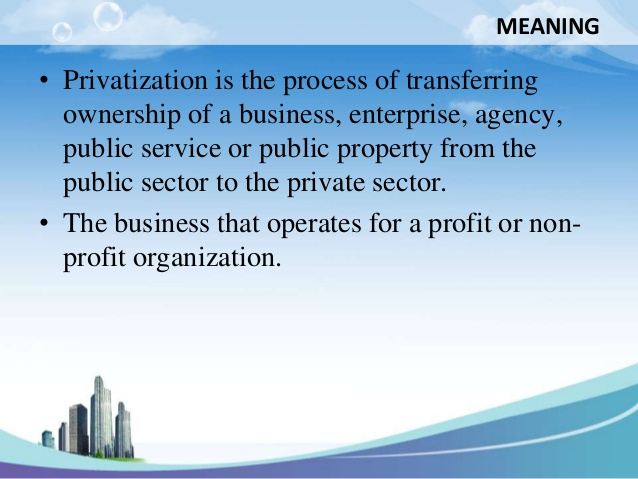 MEANING
• Privatization is the process of transferring
ownership of a business, enterprise, agency,
public service or public property from the
public sector to the private sector.
• The business that operates for a profit or non-
profit organization.